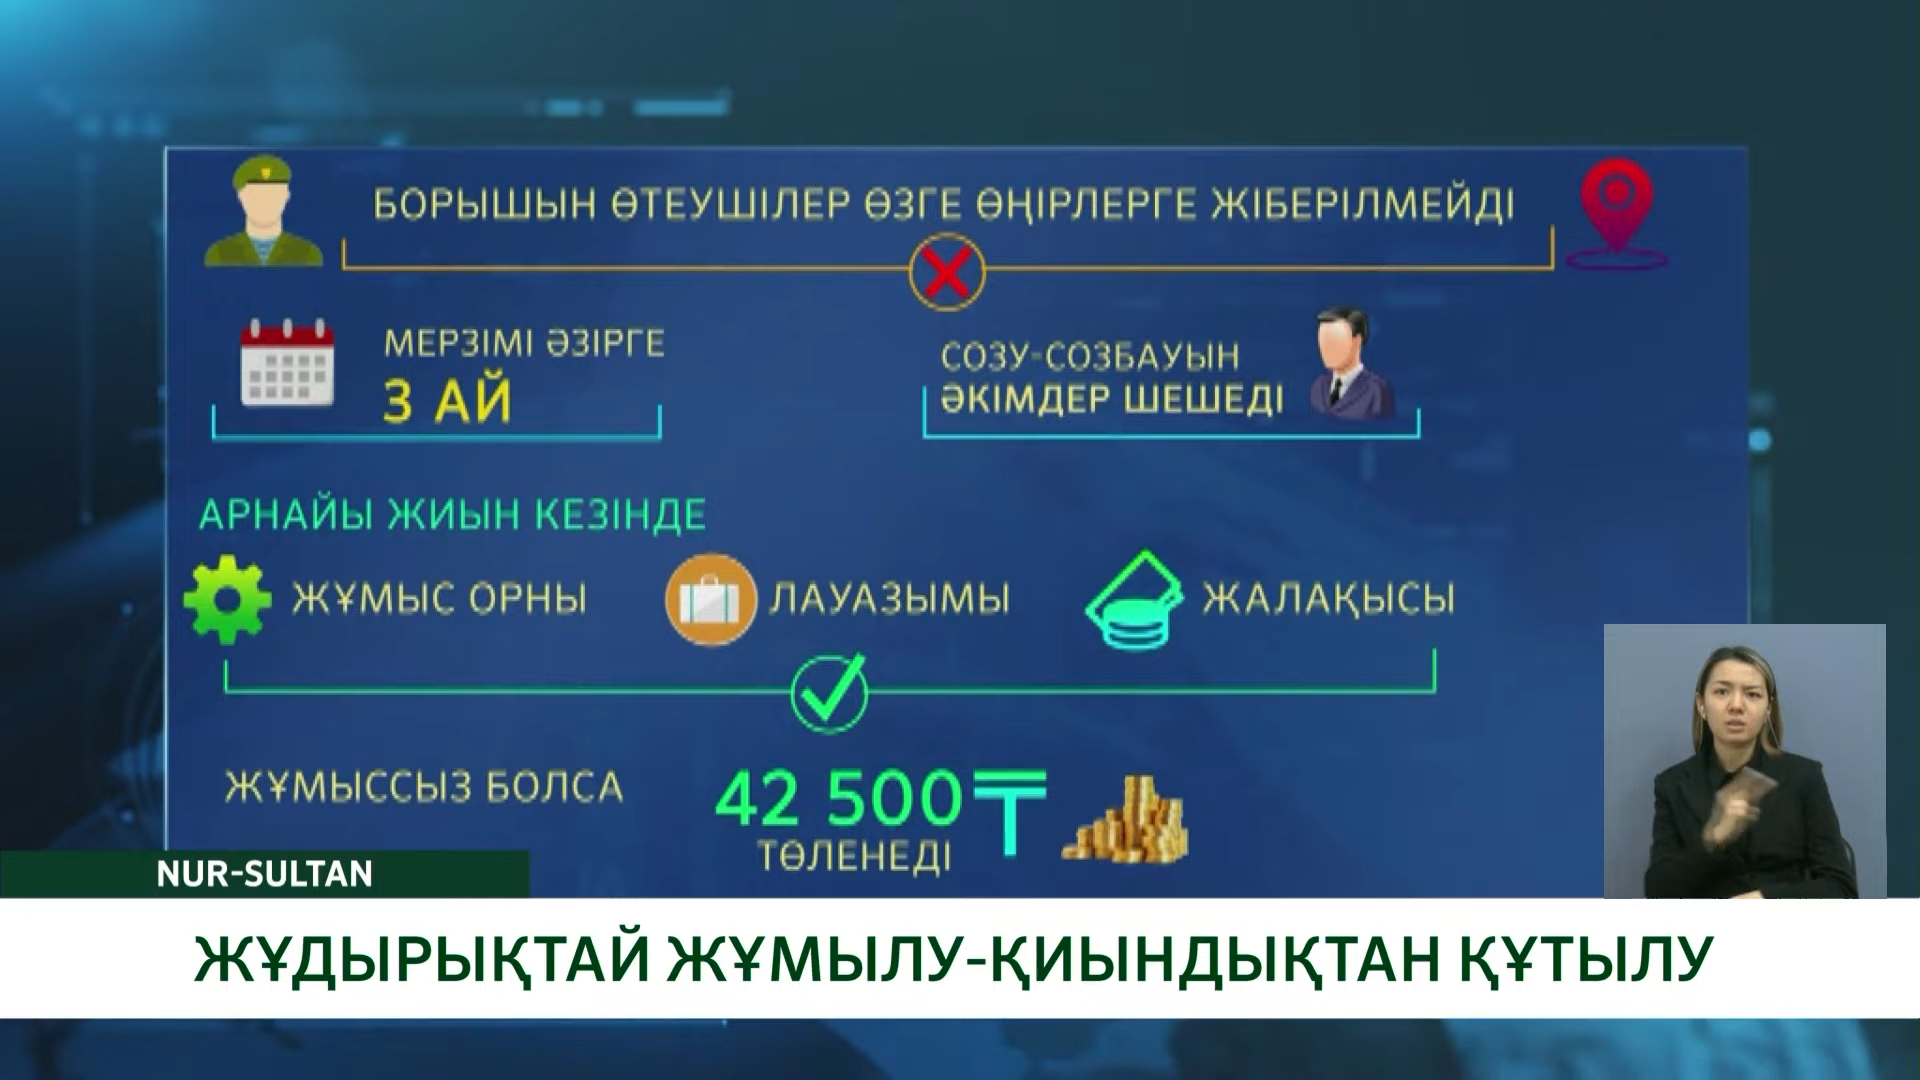 БОРЫШЫН ӨТЕУШІЛЕР ӨЗГЕ ӨҢІРЛЕРГЕ ЖІБЕРІЛМЕЙДІ
МЕРЗІМІ ӘЗІРГЕ
3 АЙ
СОЗУ-СОЗБАУЫН
ӘКІМДЕР ШЕШЕДІ
АРНАЙЫ ЖИЫН КЕЗІНДЕ
ЖҰМЫС ОРНЫ
ЛАУАЗЫМЫ
ЖАЛАҚЫСЫ
ЖҰМЫССЫЗ БОЛСА
42 500 ₸
ТӨЛЕНЕДІ
NUR-SULTAN
ЖҰДЫРЫҚТАЙ ЖҰМЫЛУ-ҚИЫНДЫҚТАН ҚҰТЫЛУ